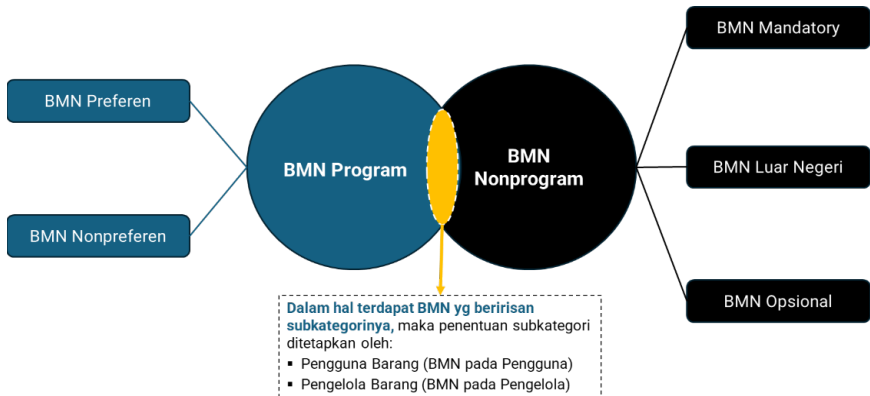 BMN Preferen
BMN Nonpreferen
BMN Program
BMN
Nonprogram
BMN Mandatory
BMN Luar Negeri
BMN Opsional
Dalam hal terdapat BMN yg beririsan
subkategorinya, maka penentuan subkategori
ditetapkan oleh:
▪ Pengguna Barang (BMN pada Pengguna)
▪ Pengelola Barang (BMN pada Pengelola)